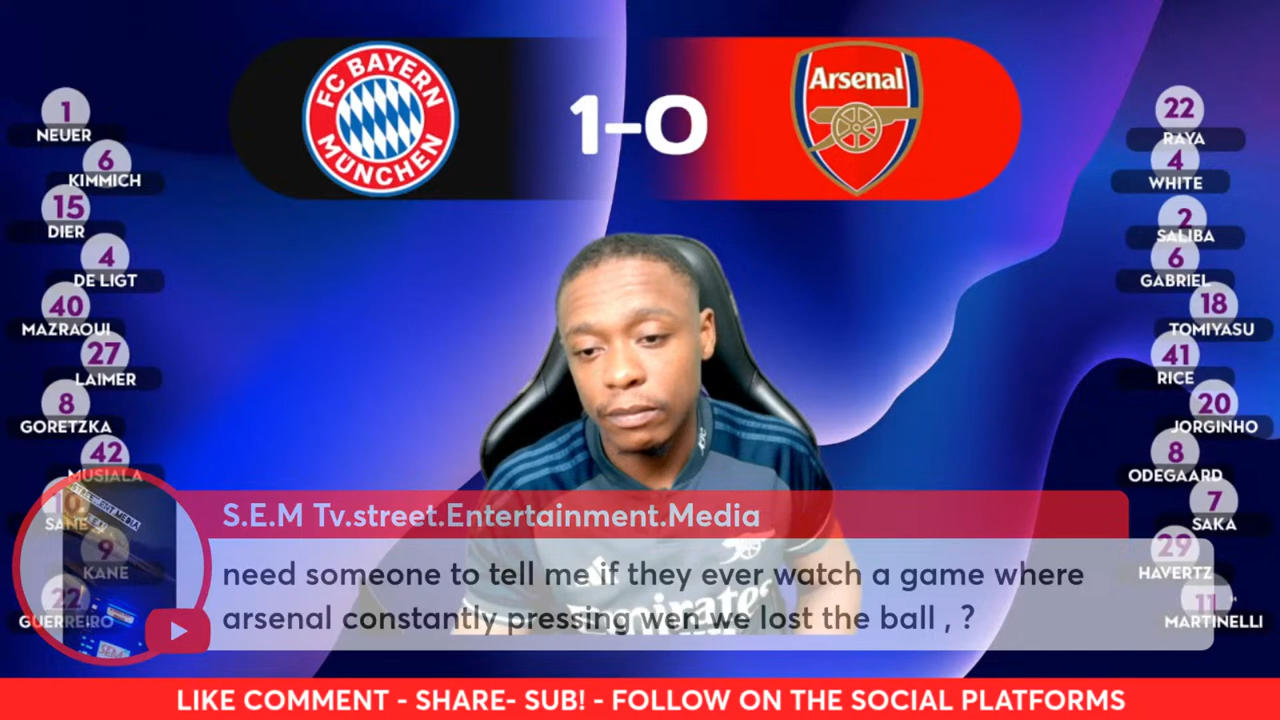 FC BAYERN
MÜNCHEN
1-0
Arsenal
1
NEUER
6
KIMMICH
15
DIER
4
DE LIGT
40
MAZRAOUI
27
LAIMER
8
GORETZKA
42
MUSIALA
10
SANE
9
KANE
22
GUERREIRO
22
RAYA
4
WHITE
2
SALIBA
6
GABRIEL
18
TOMIYASU
41
RICE
20
JORGINHO
8
ODEGAARD
7
SAKA
29
HAVERTZ
11
MARTINELLI
S.E.M Tv.street.Entertainment.Media
need someone to tell me if they ever watch a game where
arsenal constantly pressing wen we lost the ball , ?
Emirates
LIKE COMMENT - SHARE- SUB! - FOLLOW ON THE SOCIAL PLATFORMS